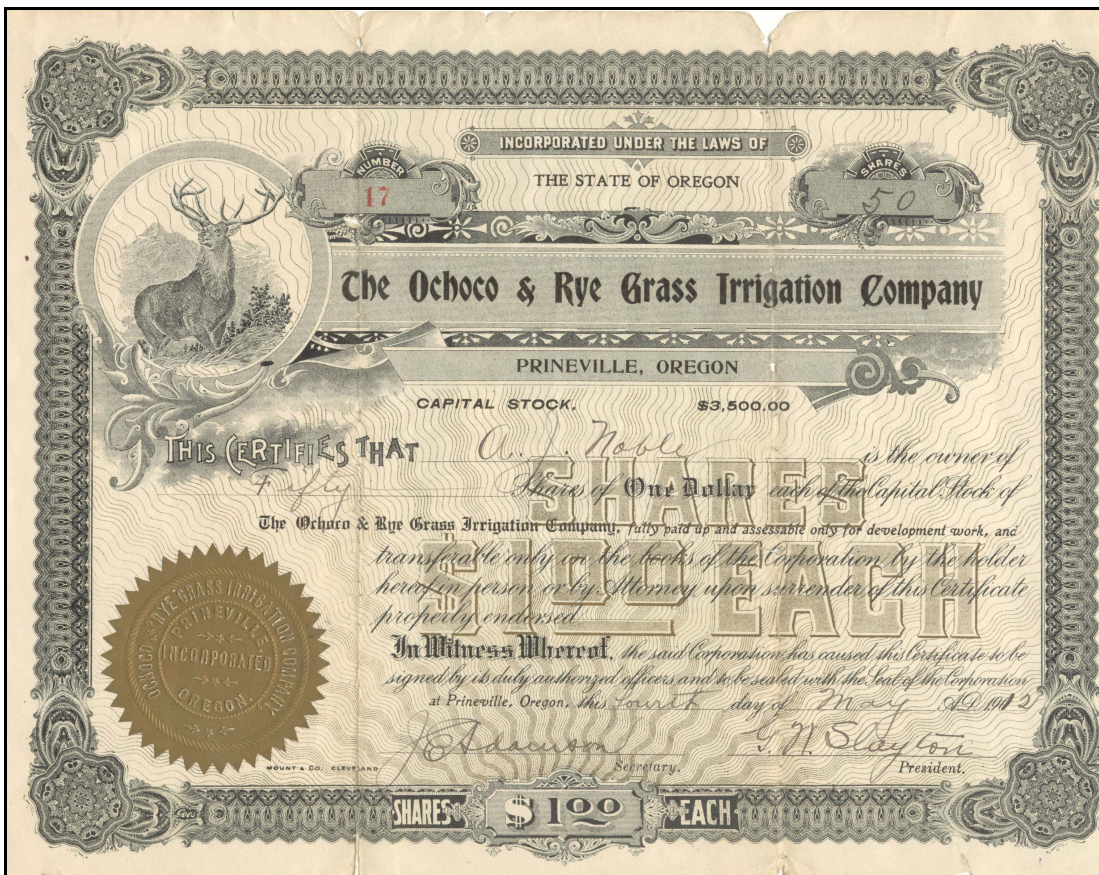 INCORPORATED UNDER THE LAWS OF
THE STATE OF OREGON
NUMBER
17
SHARES
50
The Ochoco & Rye Grass Irrigation Company
PRINEVILLE, OREGON
CAPITAL STOCK. $3,500.00
THIS CERTIFIES THAT A. J. Noble is the owner of
Fifty Shares of One Dollar each of the Capital Stock of
The Ochoco & Rye Grass Irrigation Company, fully paid up and assessable only for development work, and
transferable only on the books of the Corporation by the holder
hereof in person or by Attorney upon surrender of this Certificate
properly endorsed.
In Witness Whereof, the said Corporation has caused this Certificate to be
signed by its duly authorized officers and to be sealed with the Seal of the Corporation
at Prineville, Oregon, this fourth day of May A.D. 1912
J Adamson G. W. Slayton
Secretary. President.
SHARES
$1.00 EACH
OCHOCO & RYE GRASS IRRIGATION COMPANY
PRINEVILLE
INCORPORATED
OREGON
MOUNT & CO. CLEVELAND
SHARES $1.00 EACH